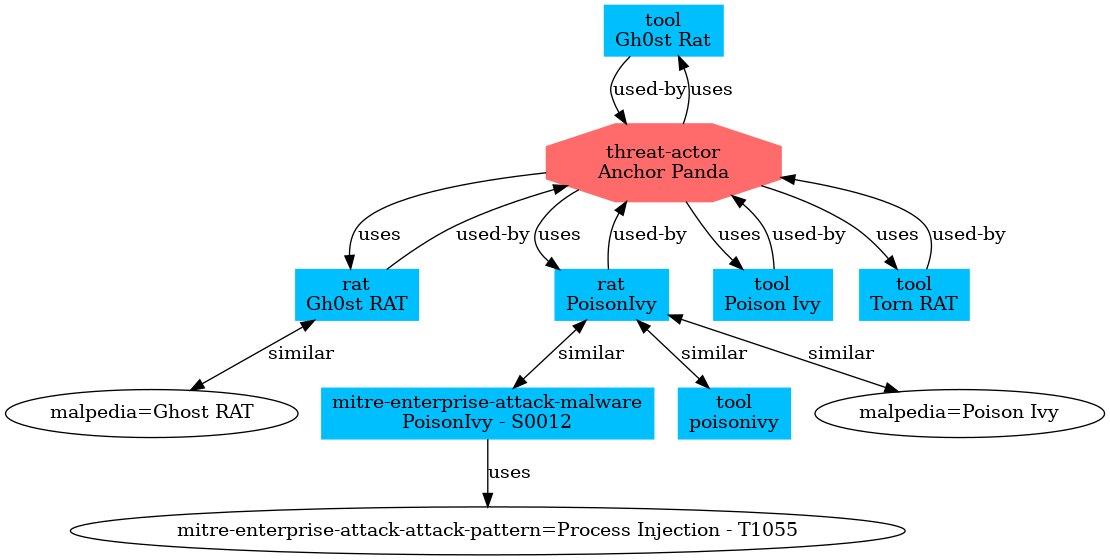 tool
Gh0st Rat
used-by
uses
threat-actor
Anchor Panda
uses
used-by
uses
used-by
uses
used-by
uses
used-by
rat
Gh0st RAT
rat
PoisonIvy
tool
Poison Ivy
tool
Torn RAT
similar
similar
similar
similar
malpedia=Ghost RAT
mitre-enterprise-attack-malware
PoisonIvy - S0012
tool
poisonivy
malpedia=Poison Ivy
uses
mitre-enterprise-attack-attack-pattern=Process Injection - T1055